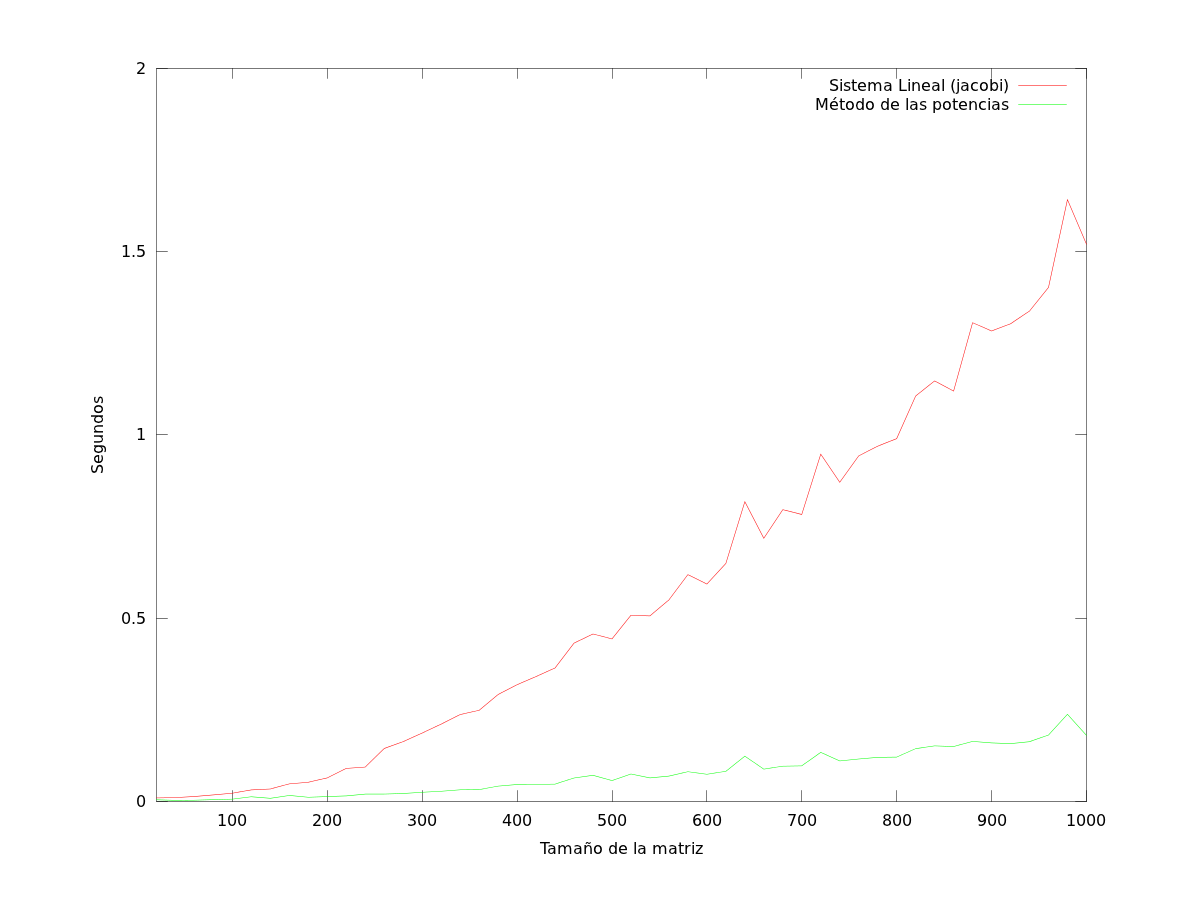 Sistema Lineal (jacobi)
Método de las potencias
2
1.5
1
0.5
0
Segundos
100 200 300 400 500 600 700 800 900 1000
Tamaño de la matriz